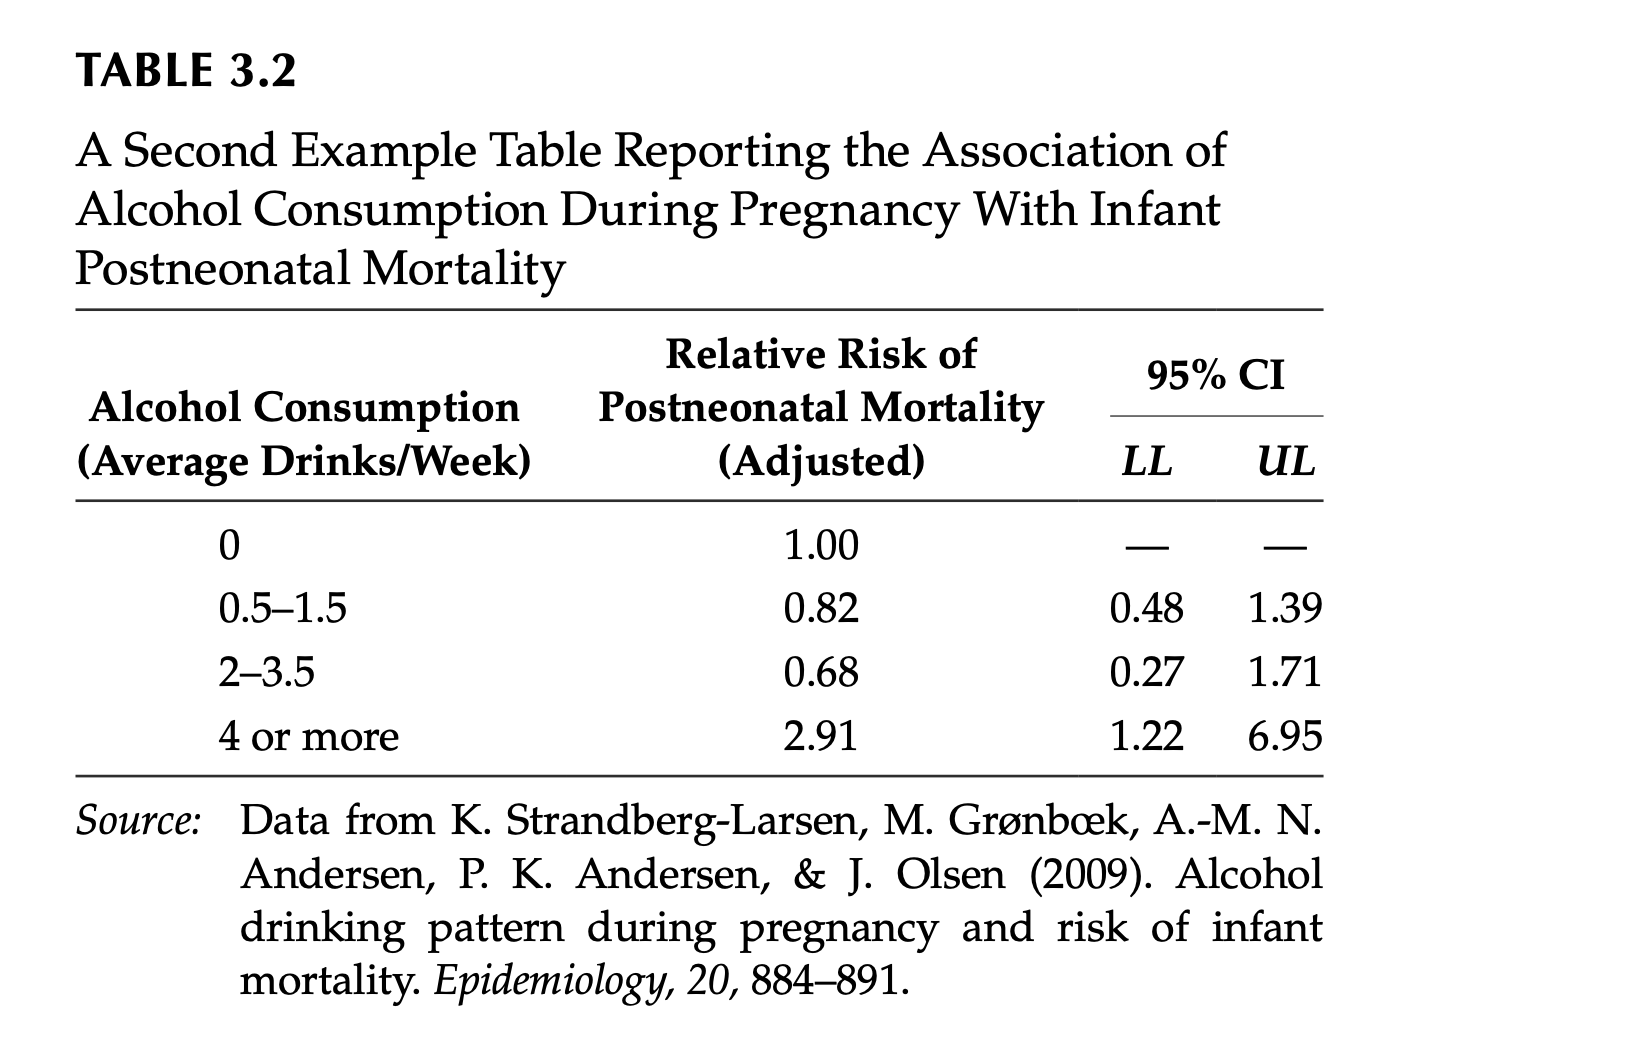 TABLE 3.2
A Second Example Table Reporting the Association of
Alcohol Consumption During Pregnancy With Infant
Postneonatal Mortality
Alcohol Consumption (Average Drinks/Week) Relative Risk of Postneonatal Mortality (Adjusted) 95% CI
LL UL
0 1.00 — —
0.5–1.5 0.82 0.48 1.39
2–3.5 0.68 0.27 1.71
4 or more 2.91 1.22 6.95
Source: Data from K. Strandberg-Larsen, M. Grønbœk, A.-M. N.
Andersen, P. K. Andersen, & J. Olsen (2009). Alcohol
drinking pattern during pregnancy and risk of infant
mortality. Epidemiology, 20, 884–891.